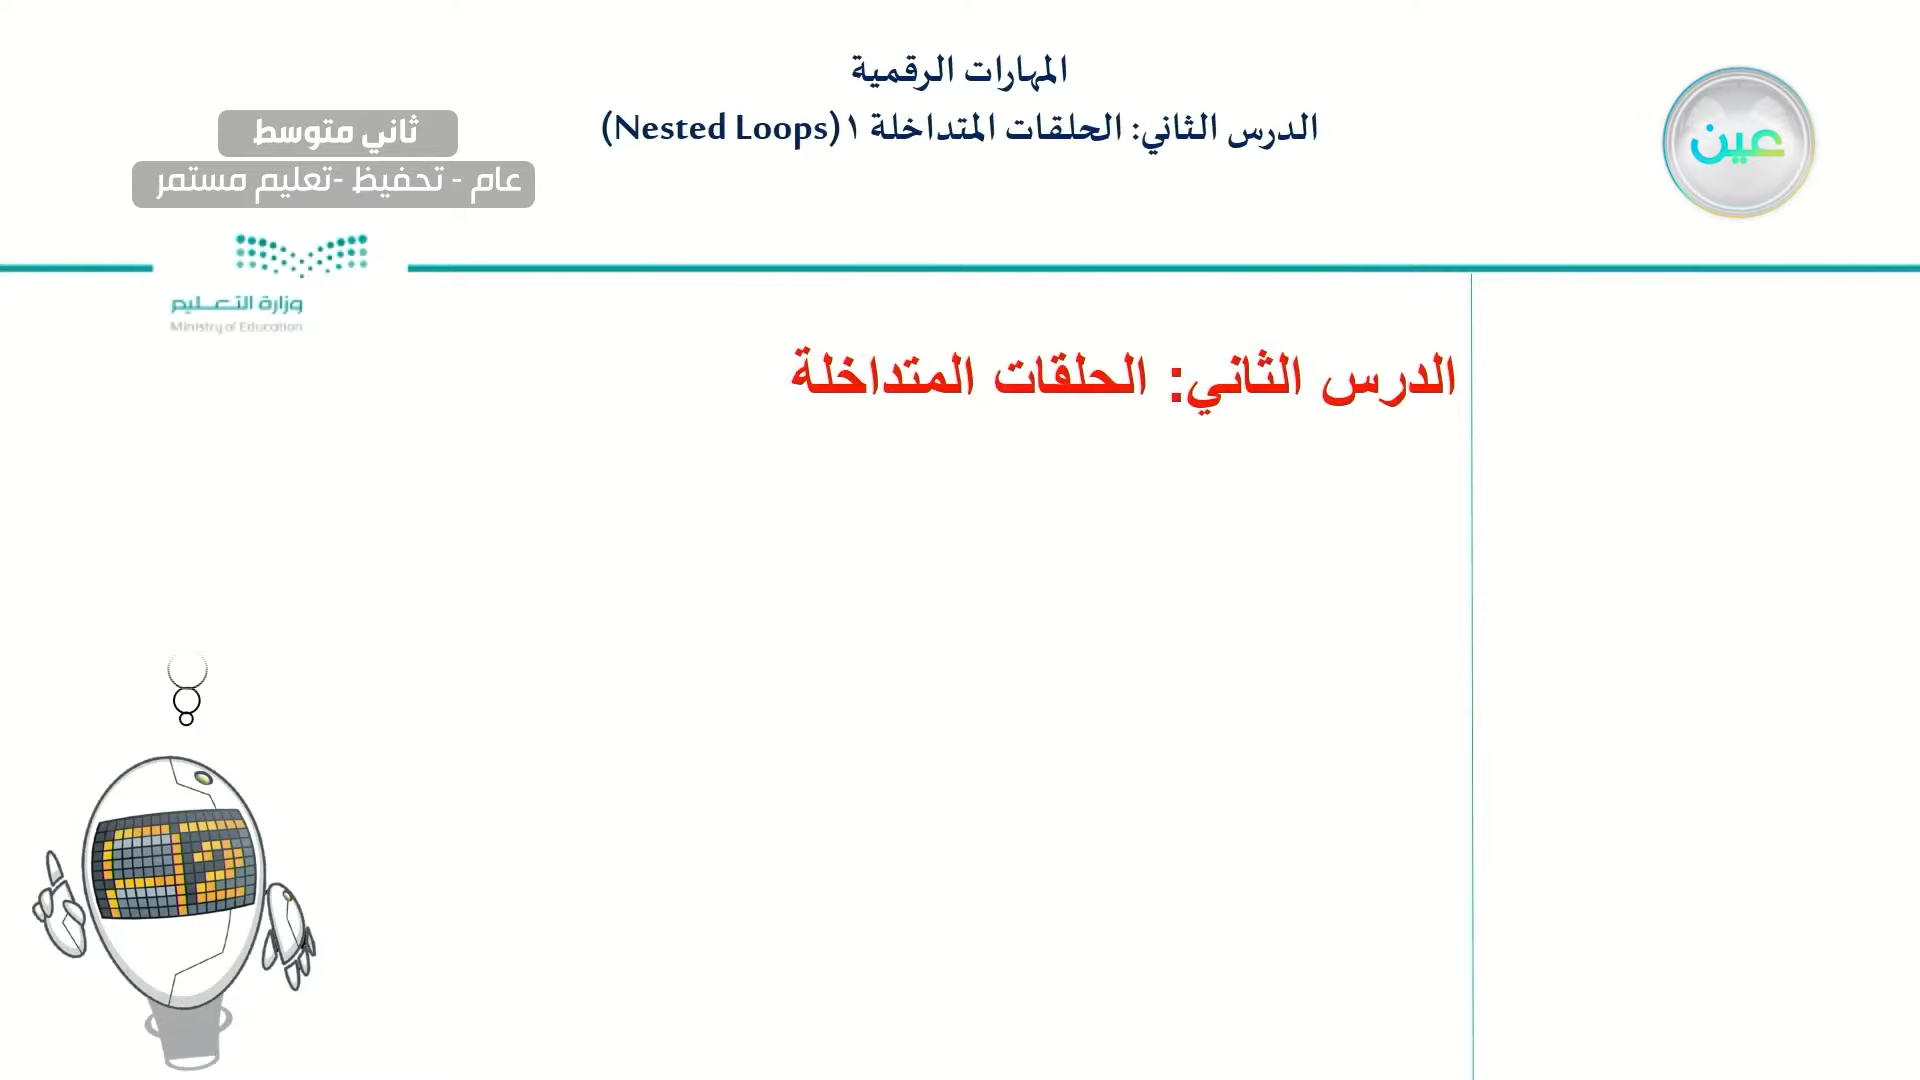 المهارات الرقمية
الدرس الثاني: الحلقات المتداخلة ١ (Nested Loops)
ثاني متوسط
عام - تحفيظ -تعليم مستمر
عين
وزارة التعليم
Ministry of Education
الدرس الثاني: الحلقات المتداخلة